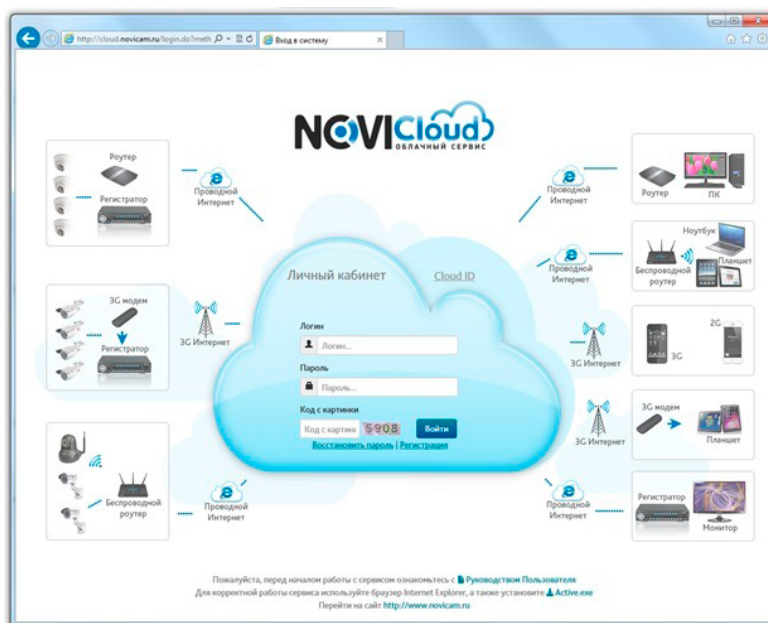 http://cloud.novicam.ru/login.do?meth
Вход в систему
NOVICloud
ОБЛАЧНЫЙ СЕРВИС
Роутер
Регистратор
Проводной
Интернет
3G модем
Регистратор
3G Интернет
Беспроводной
роутер
Проводной
Интернет
Личный кабинет
Cloud ID
Логин
Логин...
Пароль
Пароль...
Код с картинки
Код с картин
5908
Войти
Восстановить пароль | Регистрация
Проводной
Интернет
Роутер
ПК
Проводной
Интернет
Ноутбук
Беспроводной
роутер
Планшет
3G Интернет
3G
2G
3G Интернет
3G модем
Планшет
Проводной
Интернет
Регистратор
Монитор
Пожалуйста, перед началом работы с сервисом ознакомьтесь с Руководством Пользователя
Для корректной работы сервиса используйте браузер Internet Explorer, а также установите Active.exe
Перейти на сайт http://www.novicam.ru